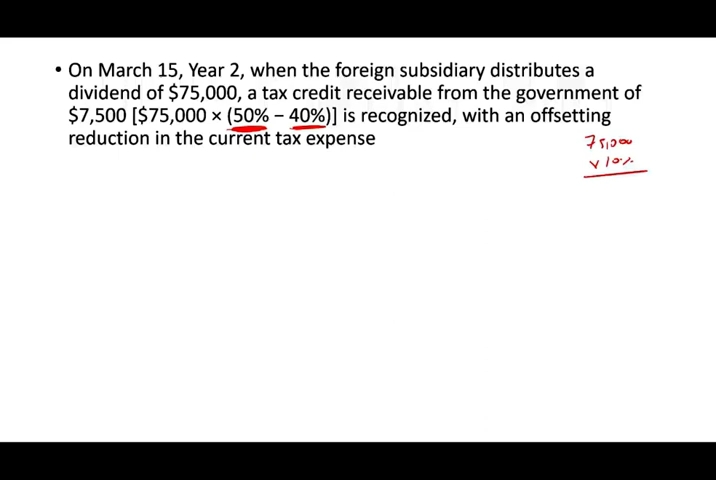 • On March 15, Year 2, when the foreign subsidiary distributes a
dividend of $75,000, a tax credit receivable from the government of
$7,500 [$75,000 × (50% − 40%)] is recognized, with an offsetting
reduction in the current tax expense
75,000
x 10%